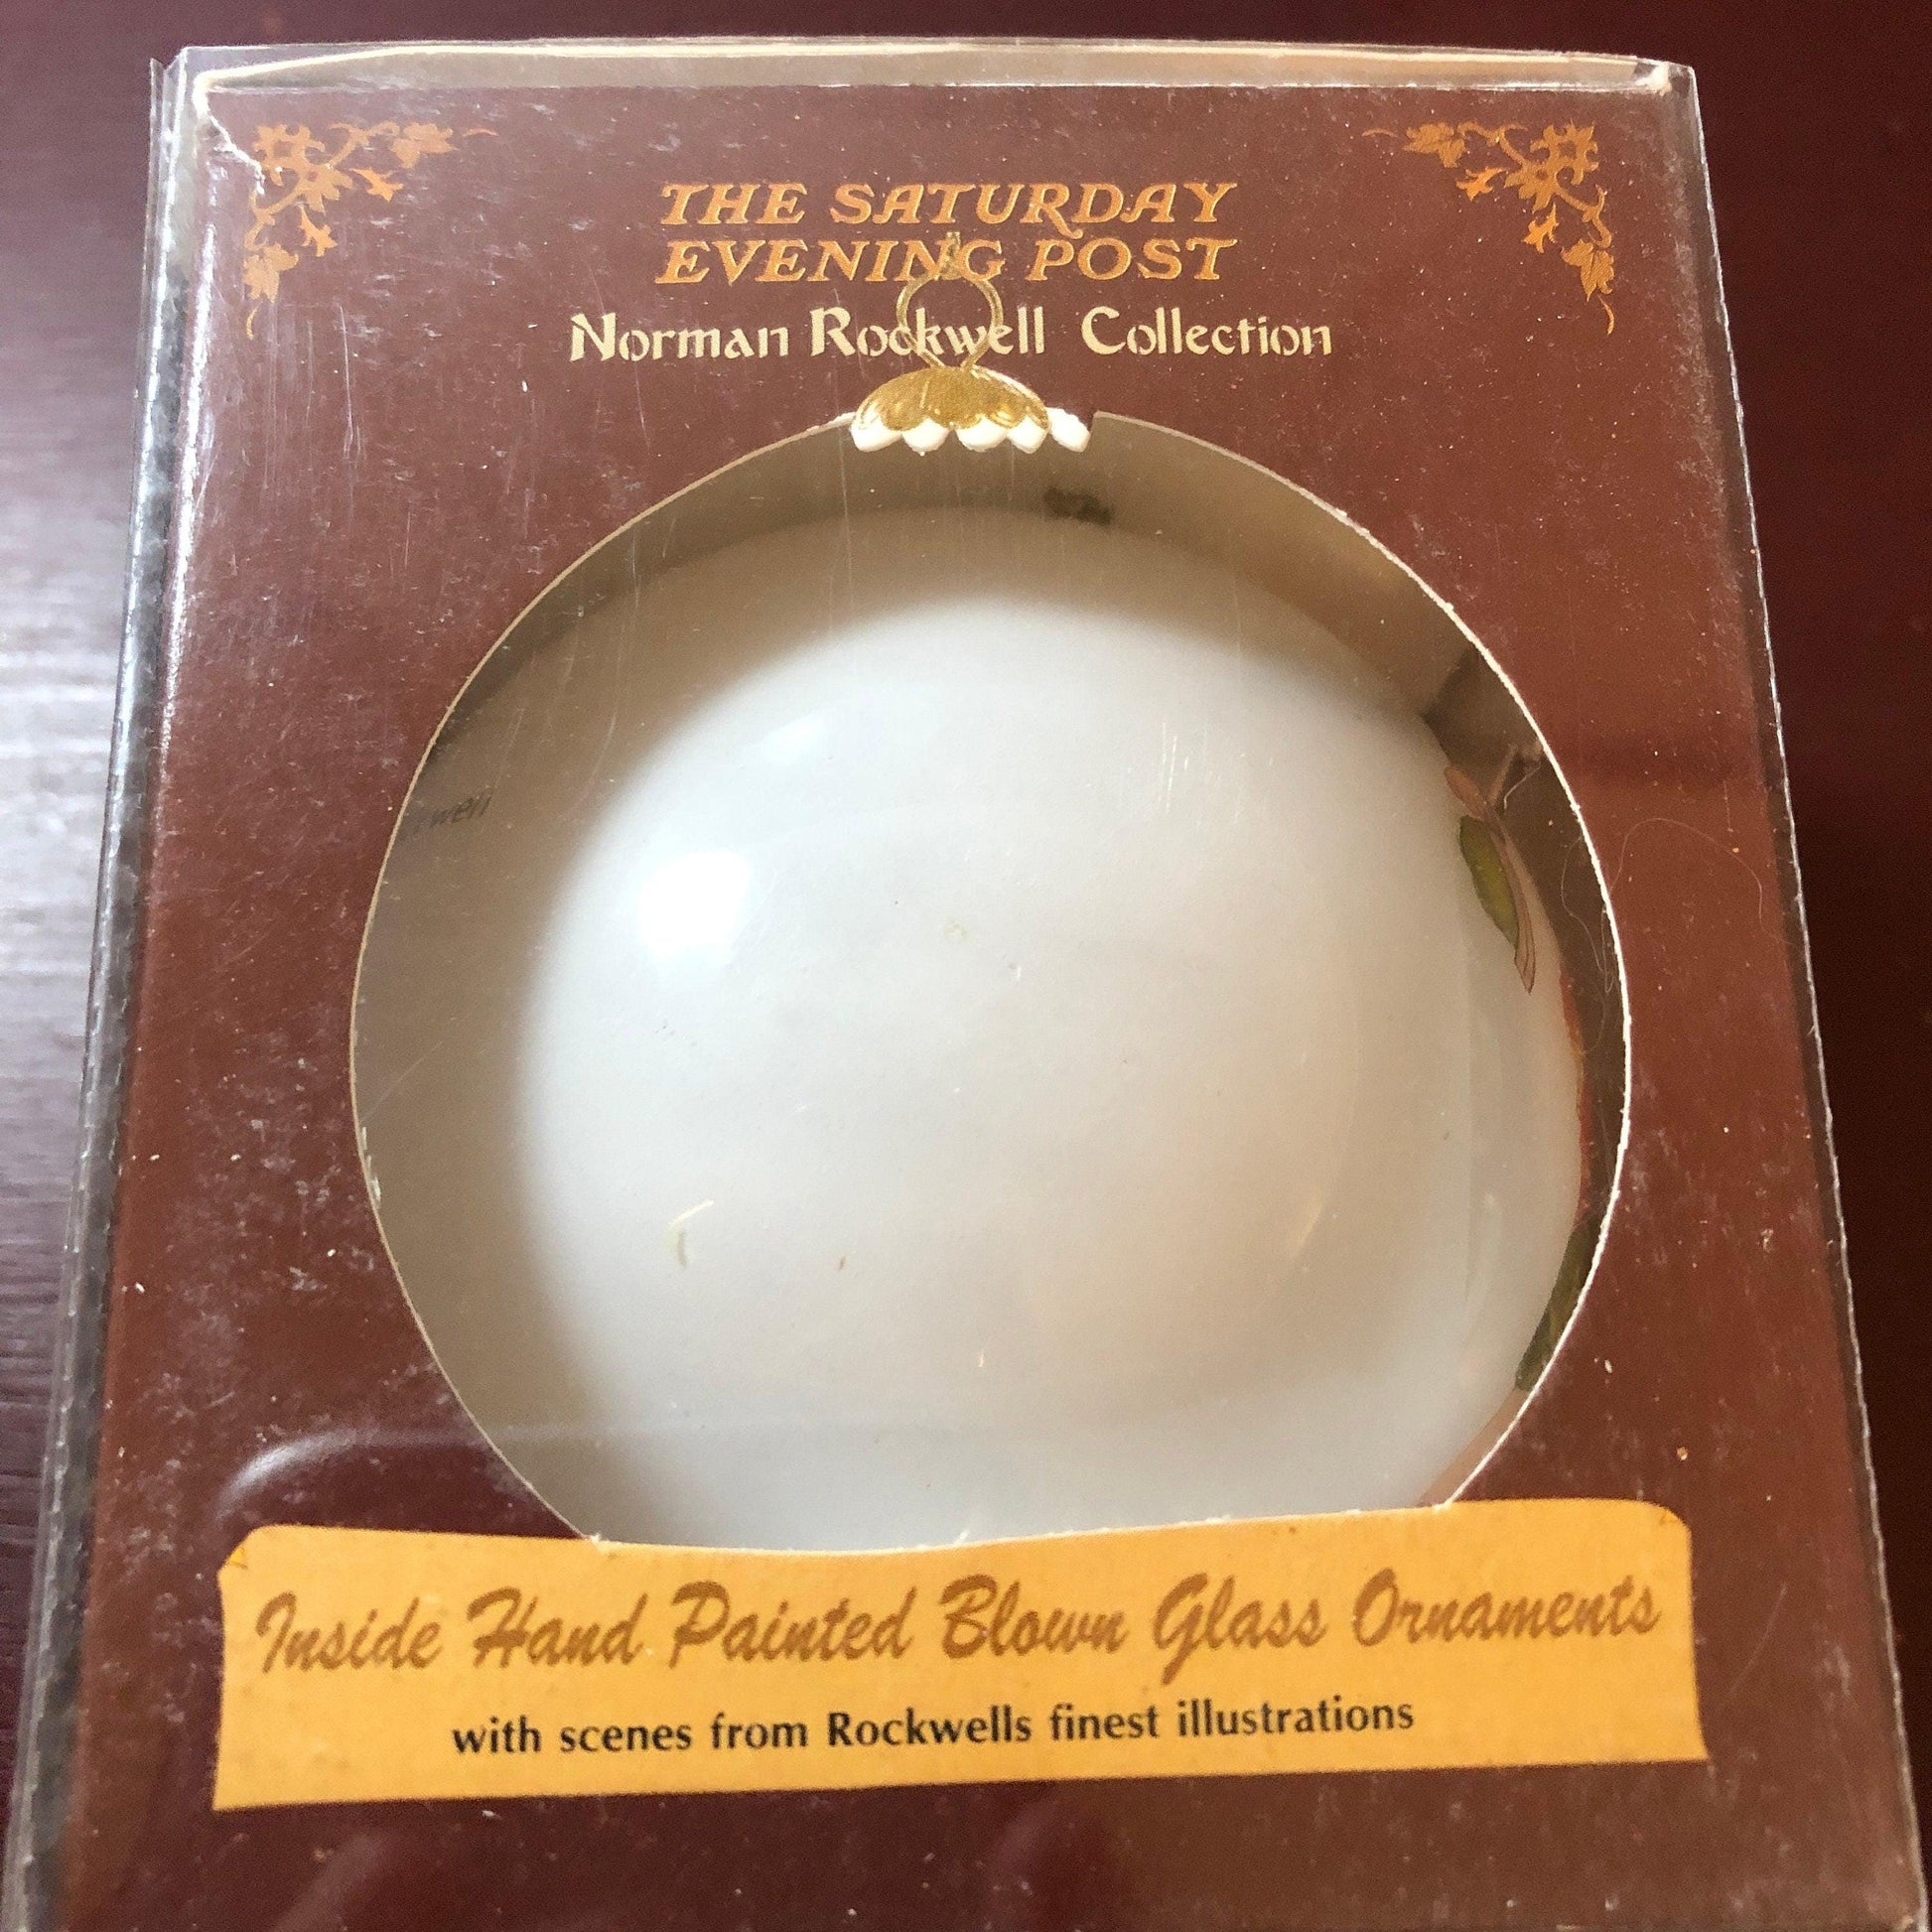 THE SATURDAY
EVENING POST
Norman Rockwell Collection
Inside Hand Painted Blown Glass Ornaments
with scenes from Rockwells finest illustrations